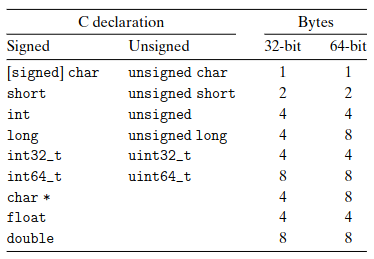 C declaration Bytes
Signed Unsigned 32-bit 64-bit
[signed] char unsigned char 1 1
short unsigned short 2 2
int unsigned 4 4
long unsigned long 4 8
int32_t uint32_t 4 4
int64_t uint64_t 8 8
char * 4 8
float 4 4
double 8 8